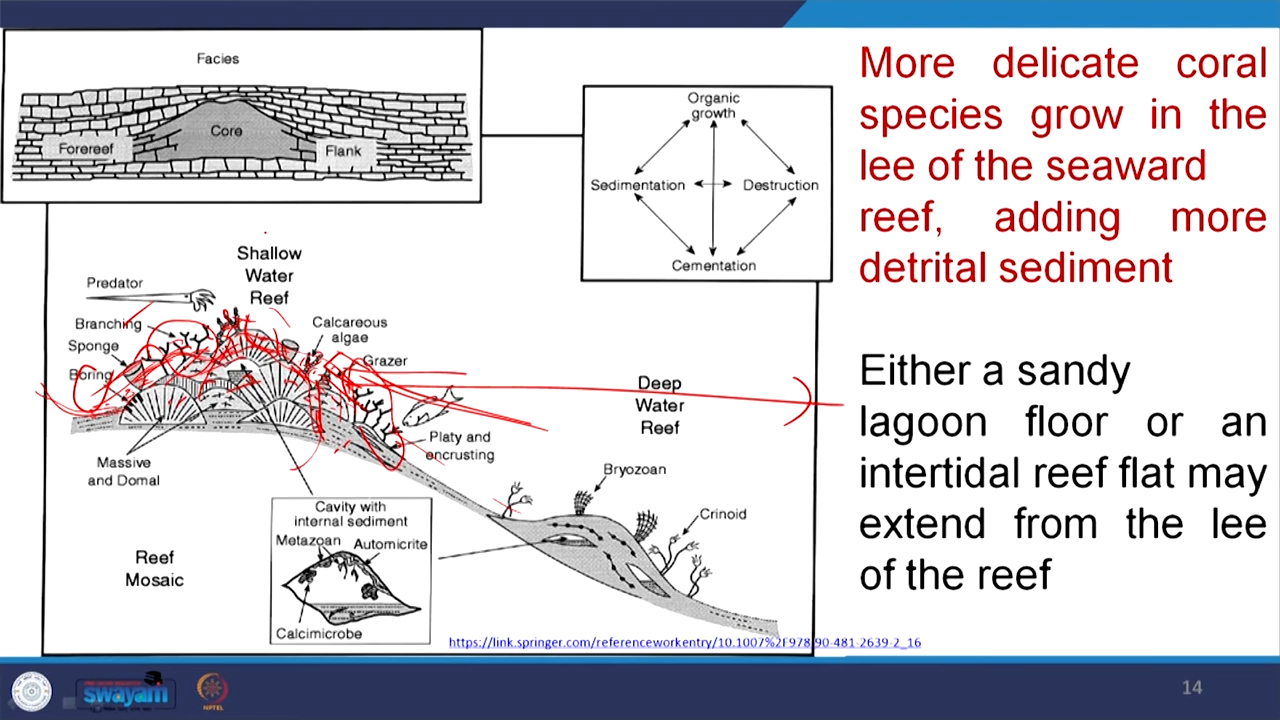 Facies
Core
Forereef
Flank
Organic
growth
Sedimentation
Destruction
Cementation
More delicate coral
species grow in the
lee of the seaward
reef, adding more
detrital sediment
Either a sandy
lagoon floor or an
intertidal reef flat may
extend from the lee
of the reef
Shallow
Water
Reef
Predator
Branching
Sponge
Boring
Calcareous
algae
Grazer
Deep
Water
Reef
Platy and
encrusting
Massive
and Domal
Bryozoan
Crinoid
Cavity with
internal sediment
Metazoan
Automicrite
Calcimicrobe
Reef
Mosaic
https://link.springer.com/referenceworkentry/10.1007%2F978-90-481-2639-2_16
swayam
NPTEL
14